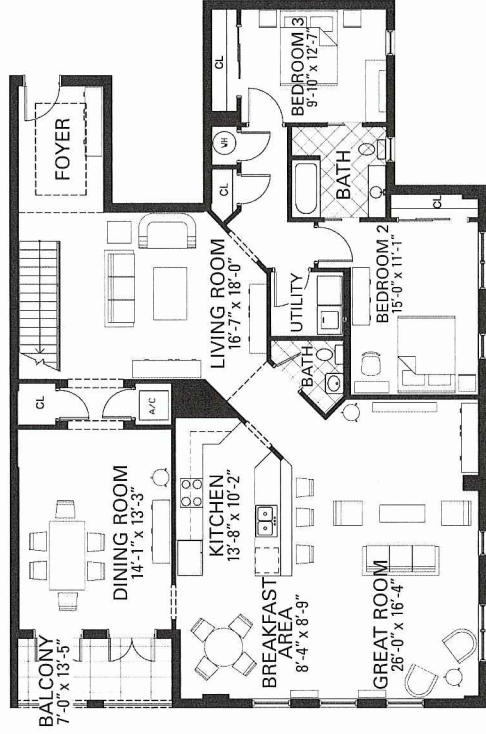 FOYER
CL
BEDROOM 3
9'-10" x 12'-7"
WH
CL
BATH
CL
LIVING ROOM
16'-7" x 18'-0"
UTILITY
BEDROOM 2
15'-0" x 11'-1"
BATH
CL
A/C
DINING ROOM
14'-1" x 13'-3"
KITCHEN
13'-8" x 10'-2"
BALCONY
7'-0" x 13'-5"
BREAKFAST
AREA
8'-4" x 8'-9"
GREAT ROOM
26'-0" x 16'-4"